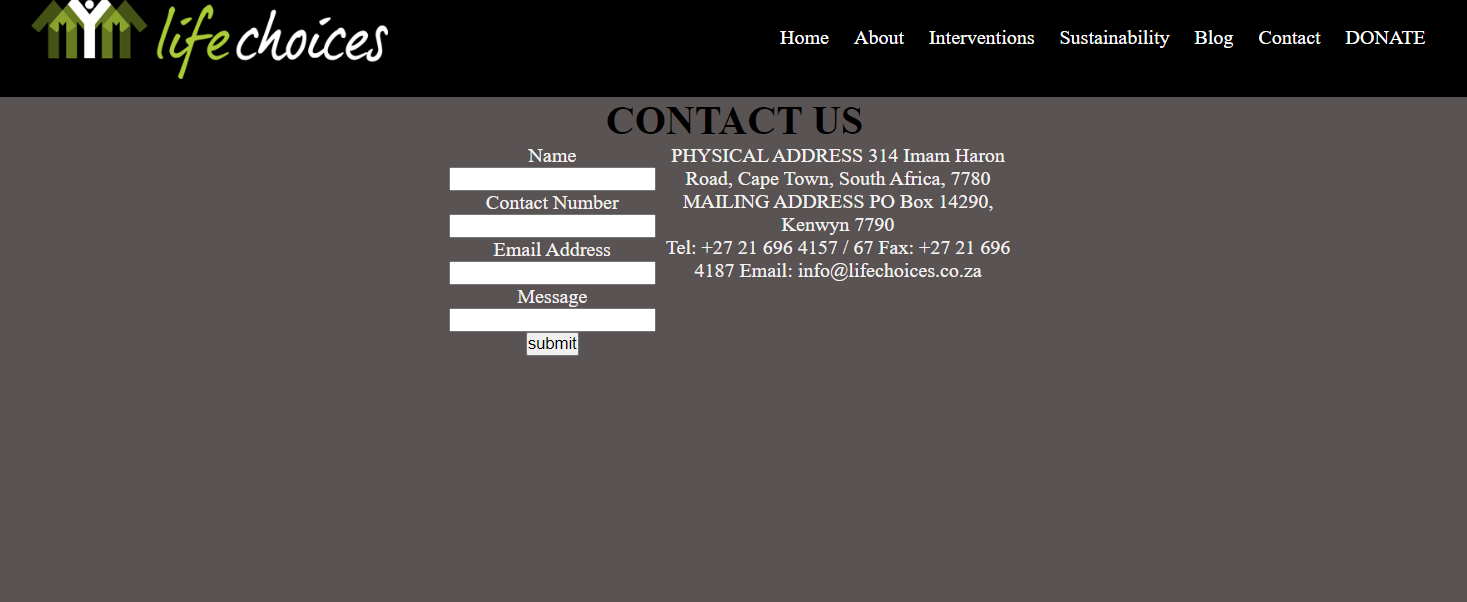 lifechoices
Home About Interventions Sustainability Blog Contact DONATE
CONTACT US
Name
Contact Number
Email Address
Message
submit
PHYSICAL ADDRESS 314 Imam Haron
Road, Cape Town, South Africa, 7780
MAILING ADDRESS PO Box 14290,
Kenwyn 7790
Tel: +27 21 696 4157 / 67 Fax: +27 21 696
4187 Email: info@lifechoices.co.za